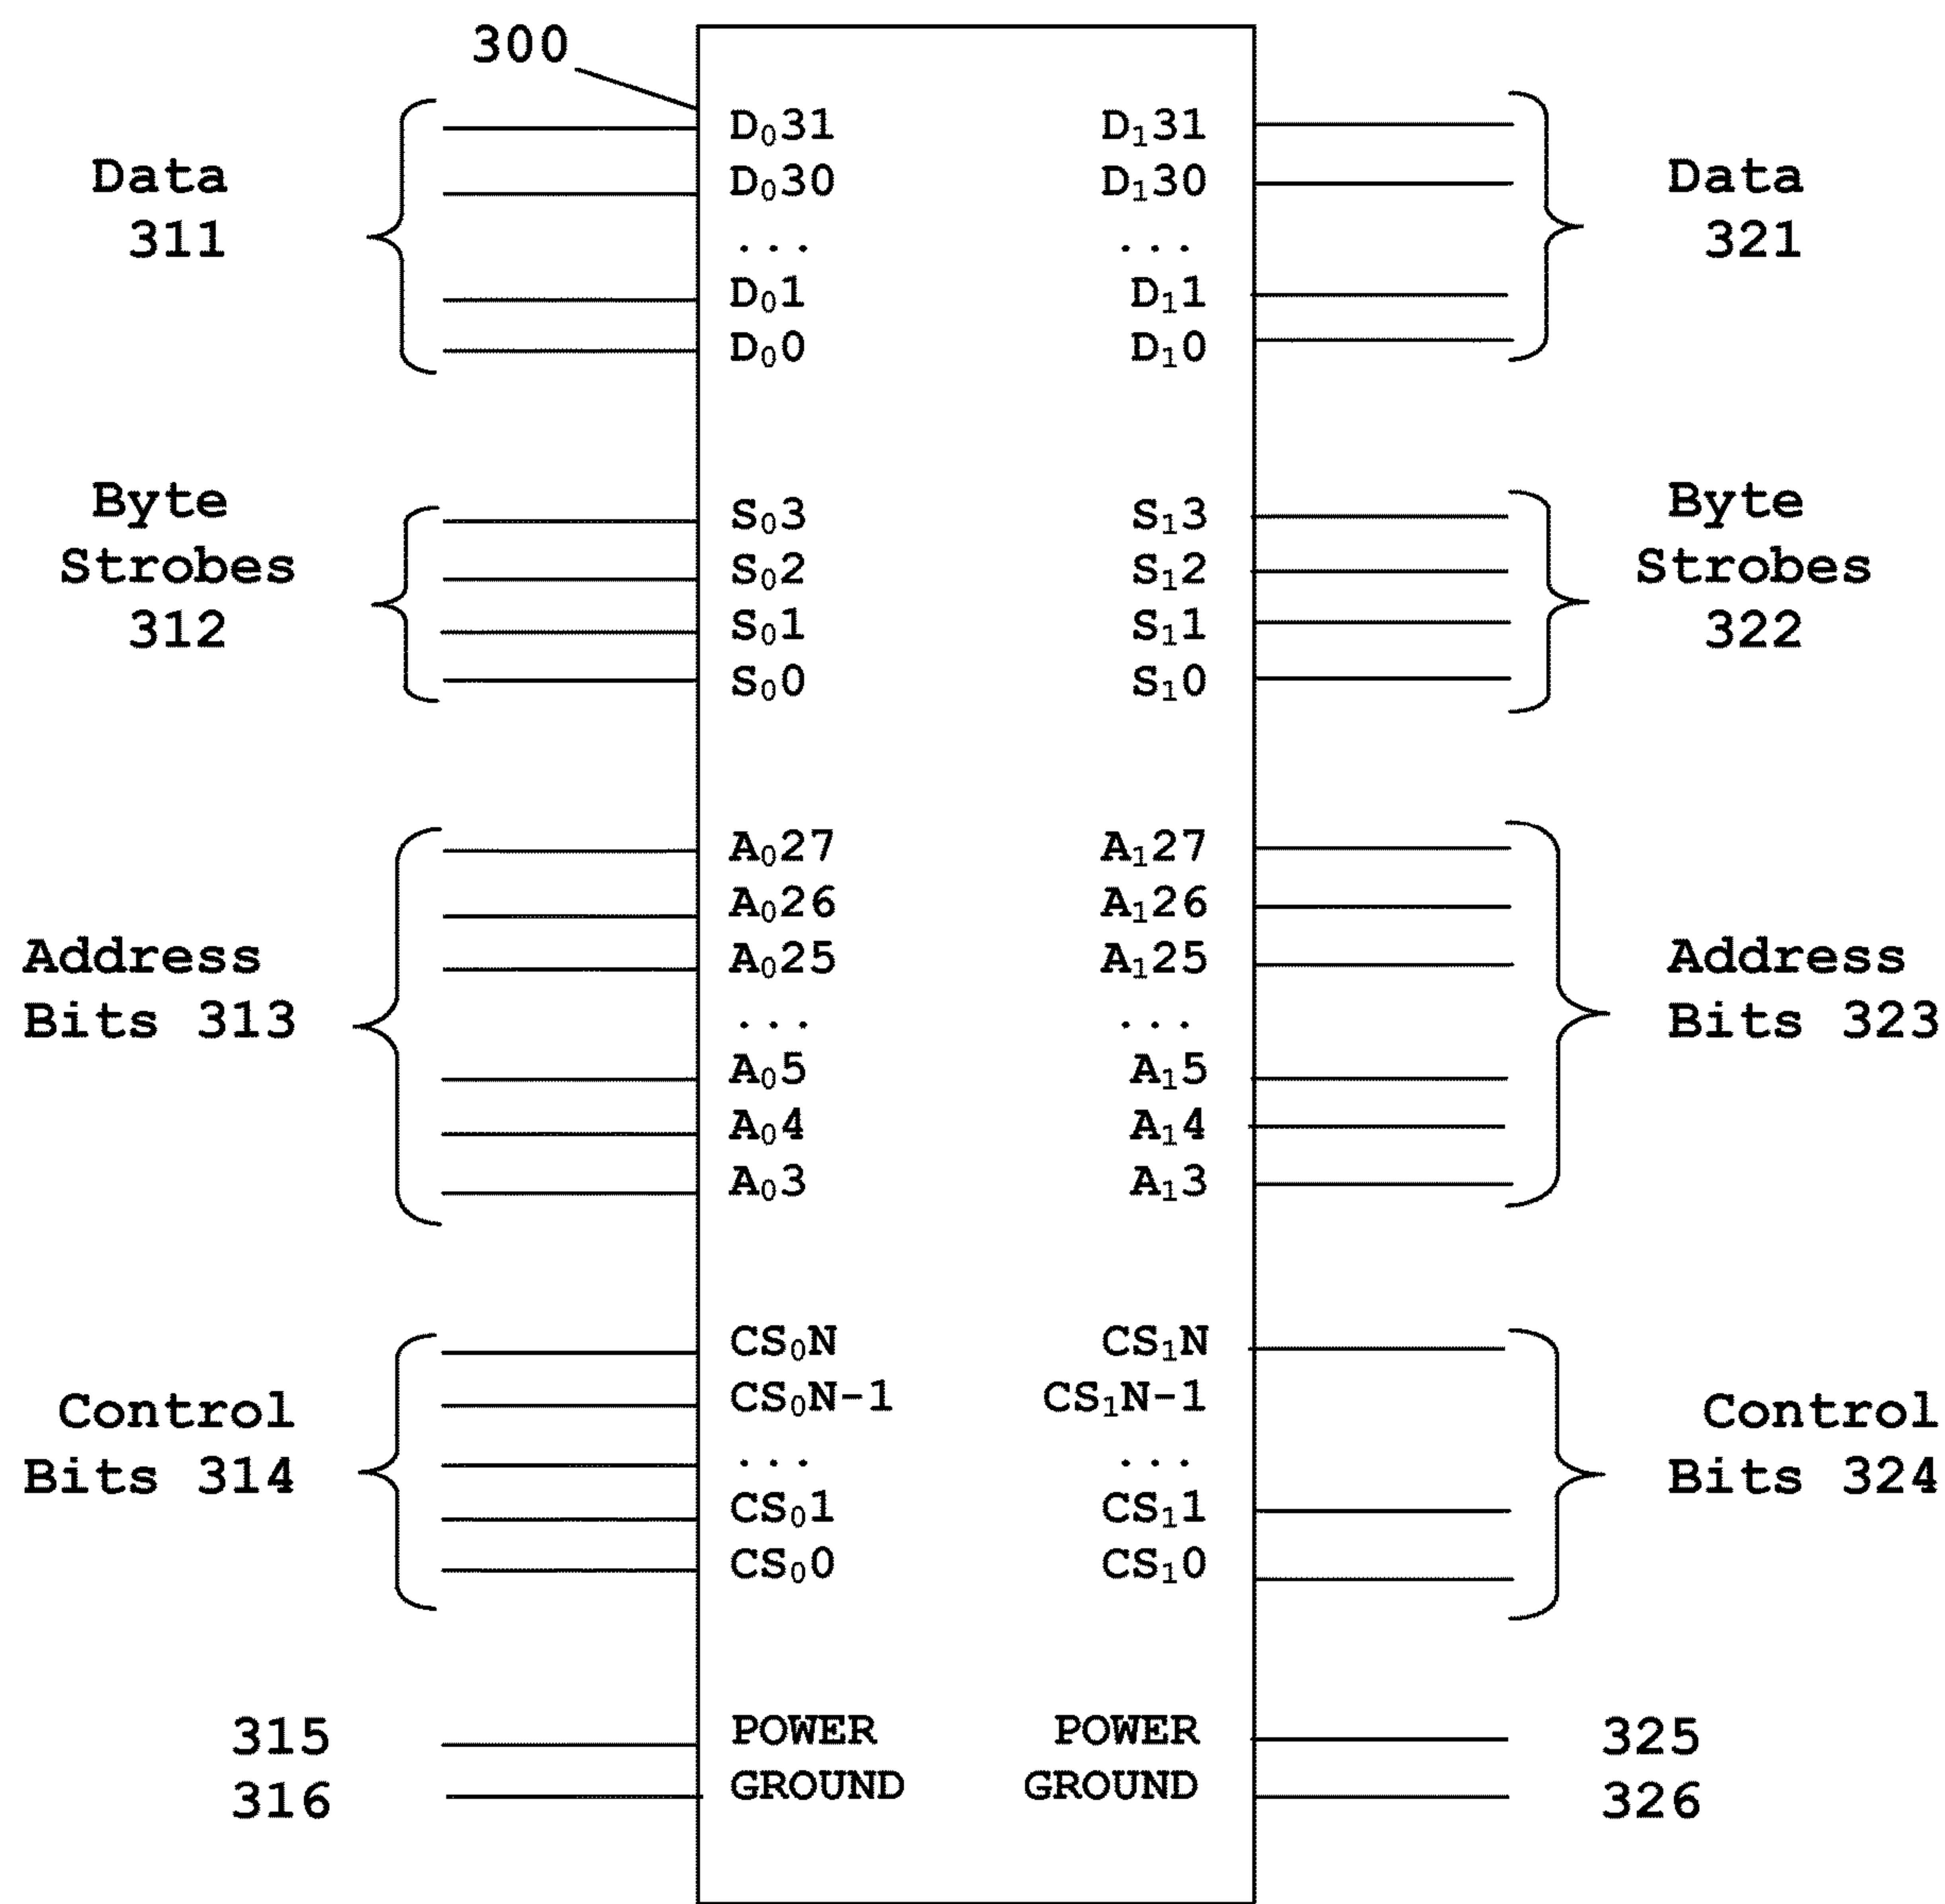 300
Data
311
D₀31
D₀30
...
D₀1
D₀0
D₁31
D₁30
...
D₁1
D₁0
Data
321
Byte
Strobes
312
S₀3
S₀2
S₀1
S₀0
S₁3
S₁2
S₁1
S₁0
Byte
Strobes
322
Address
Bits 313
A₀27
A₀26
A₀25
...
A₀5
A₀4
A₀3
A₁27
A₁26
A₁25
...
A₁5
A₁4
A₁3
Address
Bits 323
Control
Bits 314
CS₀N
CS₀N-1
...
CS₀1
CS₀0
CS₁N
CS₁N-1
...
CS₁1
CS₁0
Control
Bits 324
315
316
POWER
GROUND
POWER
GROUND
325
326